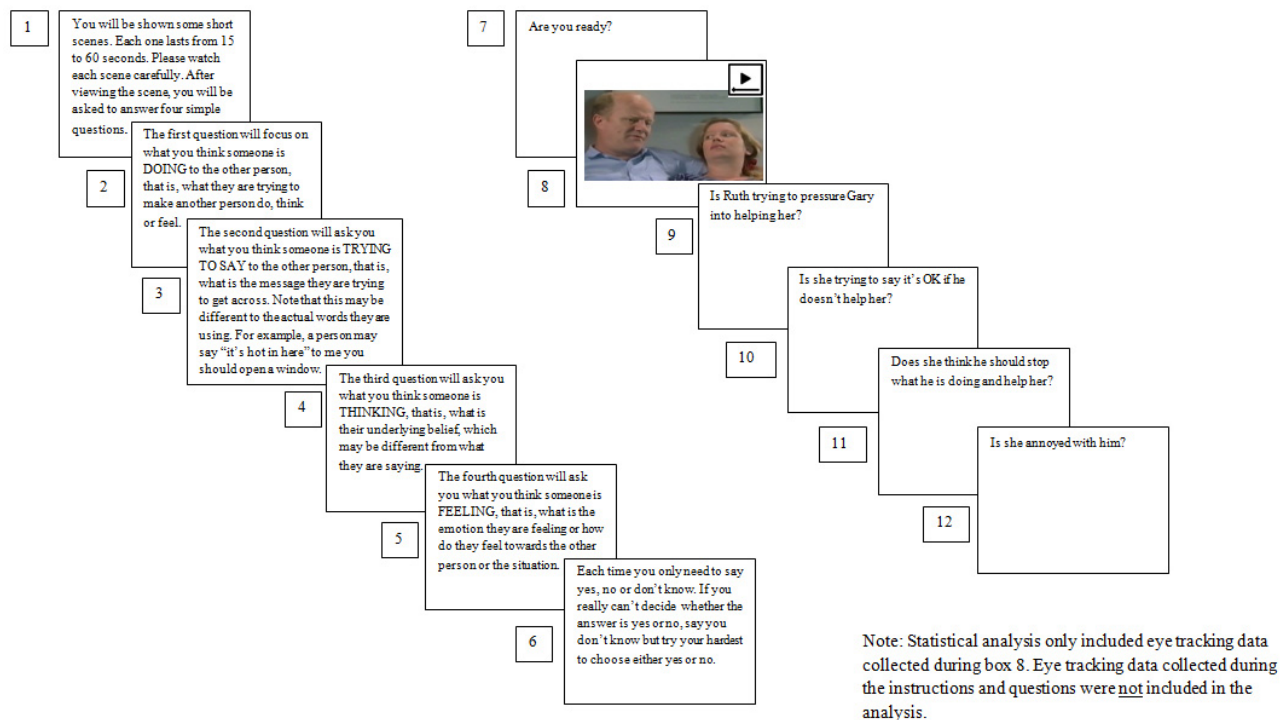 1
You will be shown some short
scenes. Each one lasts from 15
to 60 seconds. Please watch
each scene carefully. After
viewing the scene, you will be
asked to answer four simple
questions.
2
The first question will focus on
what you think someone is
DOING to the other person,
that is, what they are trying to
make another person do, think
or feel.
3
The second question will ask you
what you think someone is TRYING
TO SAY to the other person, that is,
what is the message they are trying
to get across. Note that this may be
different to the actual words they are
using. For example, a person may
say “it’s hot in here” to me you
should open a window.
4
The third question will ask you
what you think someone is
THINKING, that is, what is
their underlying belief, which
may be different from what
they are saying.
5
The fourth question will ask
you what you think someone is
FEELING, that is, what is the
emotion they are feeling or how
do they feel towards the other
person or the situation.
6
Each time you only need to say
yes, no or don’t know. If you
really can’t decide whether the
answer is yes or no, say you
don’t know but try your hardest
to choose either yes or no.
7
Are you ready?
8
9
Is Ruth trying to pressure Gary
into helping her?
10
Is she trying to say it’s OK if he
doesn’t help her?
11
Does she think he should stop
what he is doing and help her?
12
Is she annoyed with him?
Note: Statistical analysis only included eye tracking data
collected during box 8. Eye tracking data collected during
the instructions and questions were not included in the
analysis.